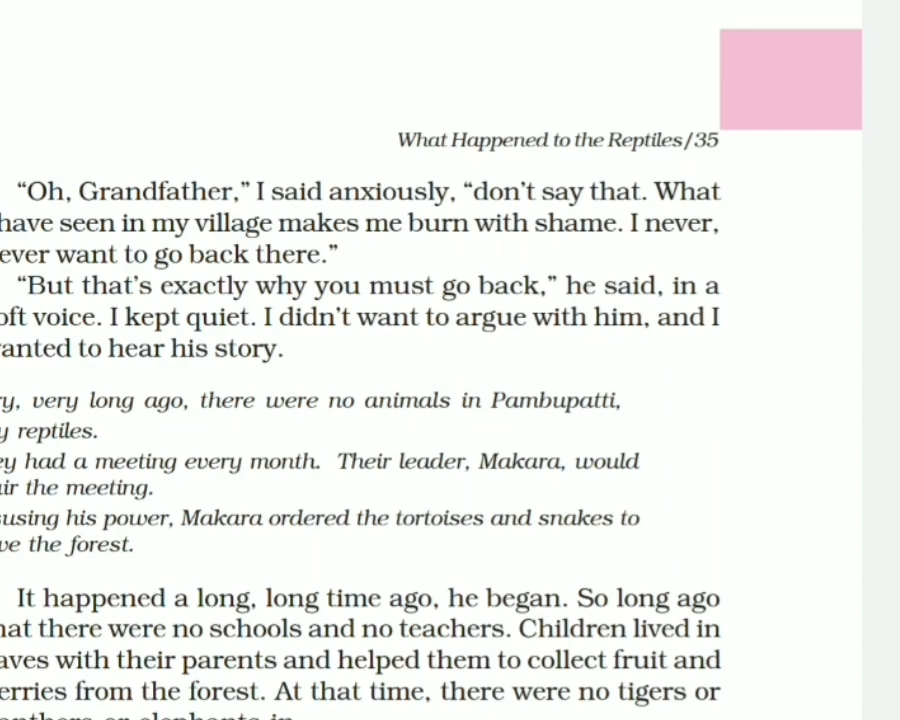 What Happened to the Reptiles/35
“Oh, Grandfather,” I said anxiously, “don’t say that. What
have seen in my village makes me burn with shame. I never,
ever want to go back there.”
“But that’s exactly why you must go back,” he said, in a
oft voice. I kept quiet. I didn’t want to argue with him, and I
anted to hear his story.
ry, very long ago, there were no animals in Pambupatti,
y reptiles.
ey had a meeting every month. Their leader, Makara, would
air the meeting.
susing his power, Makara ordered the tortoises and snakes to
ve the forest.
It happened a long, long time ago, he began. So long ago
hat there were no schools and no teachers. Children lived in
aves with their parents and helped them to collect fruit and
erries from the forest. At that time, there were no tigers or